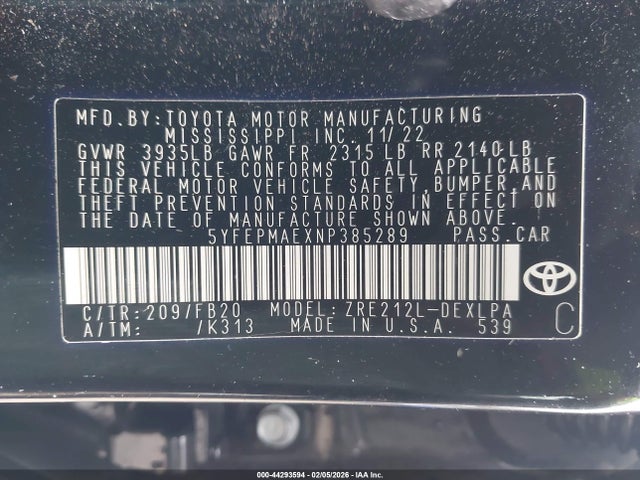 MFD.BY:TOYOTA MOTOR MANUFACTURING
MISSISSIPPI INC. 11/22
GVWR 3935LB GAWR FR 2315 LB RR 2140 LB
THIS VEHICLE CONFORMS TO ALL APPLICABLE
FEDERAL MOTOR VEHICLE SAFETY,BUMPER,AND
THEFT PREVENTION STANDARDS IN EFFECT ON
THE DATE OF MANUFACTURE SHOWN ABOVE.
5YFEPMAEXNP385289 PASS.CAR
C/TR:209/FB20 MODEL:ZRE212L-DEXLPA
A/TM: /K313 MADE IN U.S.A. 539
C
000-44293594 - 02/05/2026 - IAA Inc.